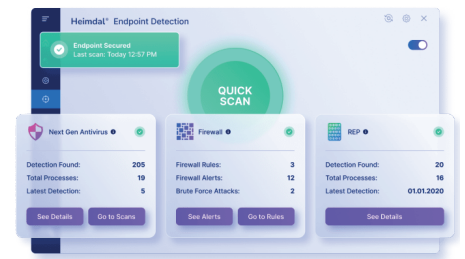 Heimdal® Endpoint Detection
Endpoint Secured
Last scan: Today 12:57 PM
QUICK
SCAN
Next Gen Antivirus
Detection Found: 205
Total Processes: 19
Latest Detection: 5
See Details
Go to Scans
Firewall
Firewall Rules: 3
Firewall Alerts: 12
Brute Force Attacks: 2
See Alerts
Go to Rules
REP
Detection Found: 20
Total Processes: 16
Latest Detection: 01.01.2020
See Details